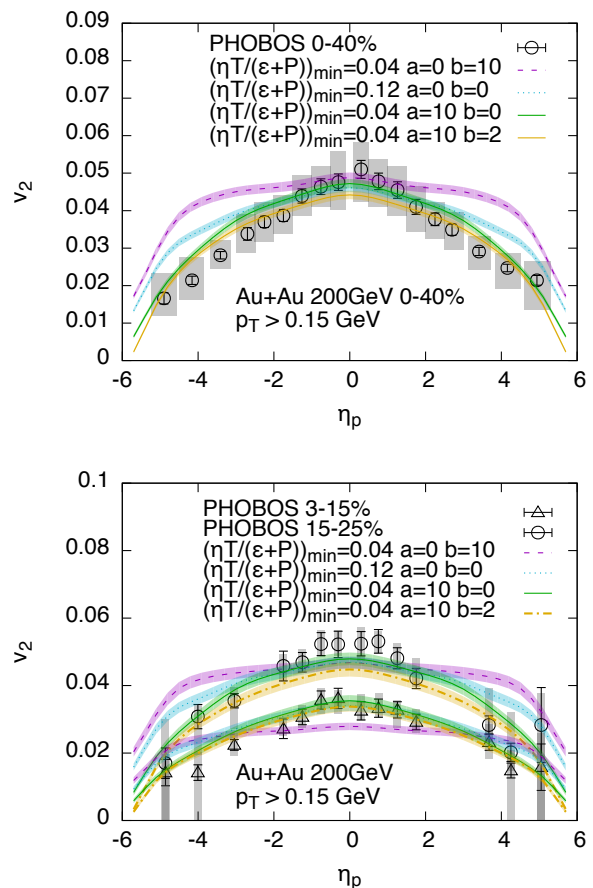 0.09
0.08
0.07
0.06
0.05
0.04
0.03
0.02
0.01
0
v2
PHOBOS 0-40%
(ηT/(ε+P))min=0.04 a=0 b=10
(ηT/(ε+P))min=0.12 a=0 b=0
(ηT/(ε+P))min=0.04 a=10 b=0
(ηT/(ε+P))min=0.04 a=10 b=2
Au+Au 200GeV 0-40%
pT > 0.15 GeV
-6 -4 -2 0 2 4 6
ηp
0.1
0.08
0.06
0.04
0.02
0
v2
PHOBOS 3-15%
PHOBOS 15-25%
(ηT/(ε+P))min=0.04 a=0 b=10
(ηT/(ε+P))min=0.12 a=0 b=0
(ηT/(ε+P))min=0.04 a=10 b=0
(ηT/(ε+P))min=0.04 a=10 b=2
Au+Au 200GeV
pT > 0.15 GeV
-6 -4 -2 0 2 4 6
ηp